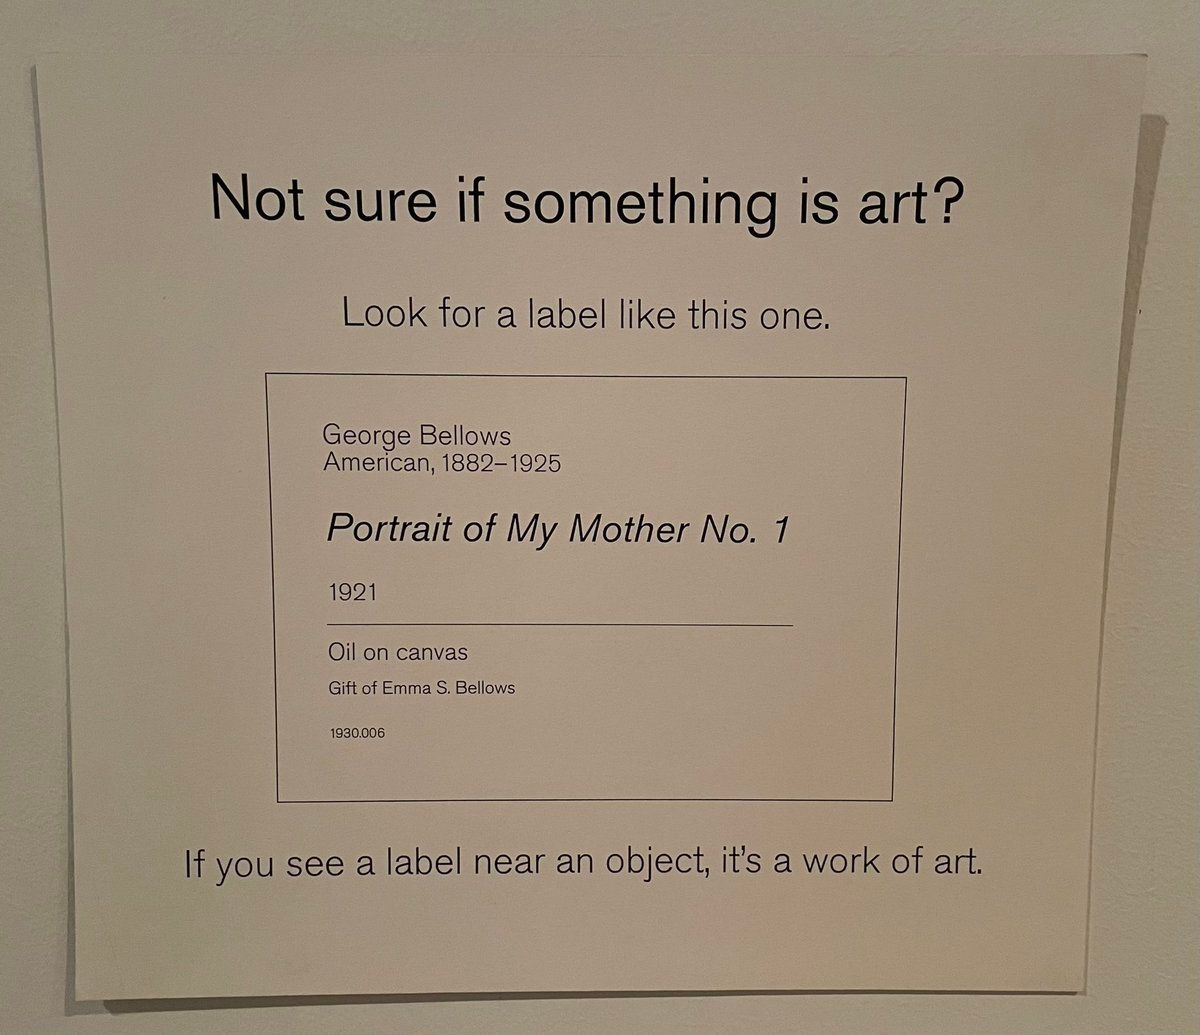 Not sure if something is art?
Look for a label like this one.
George Bellows
American, 1882–1925
Portrait of My Mother No. 1
1921
Oil on canvas
Gift of Emma S. Bellows
1930.006
If you see a label near an object, it's a work of art.